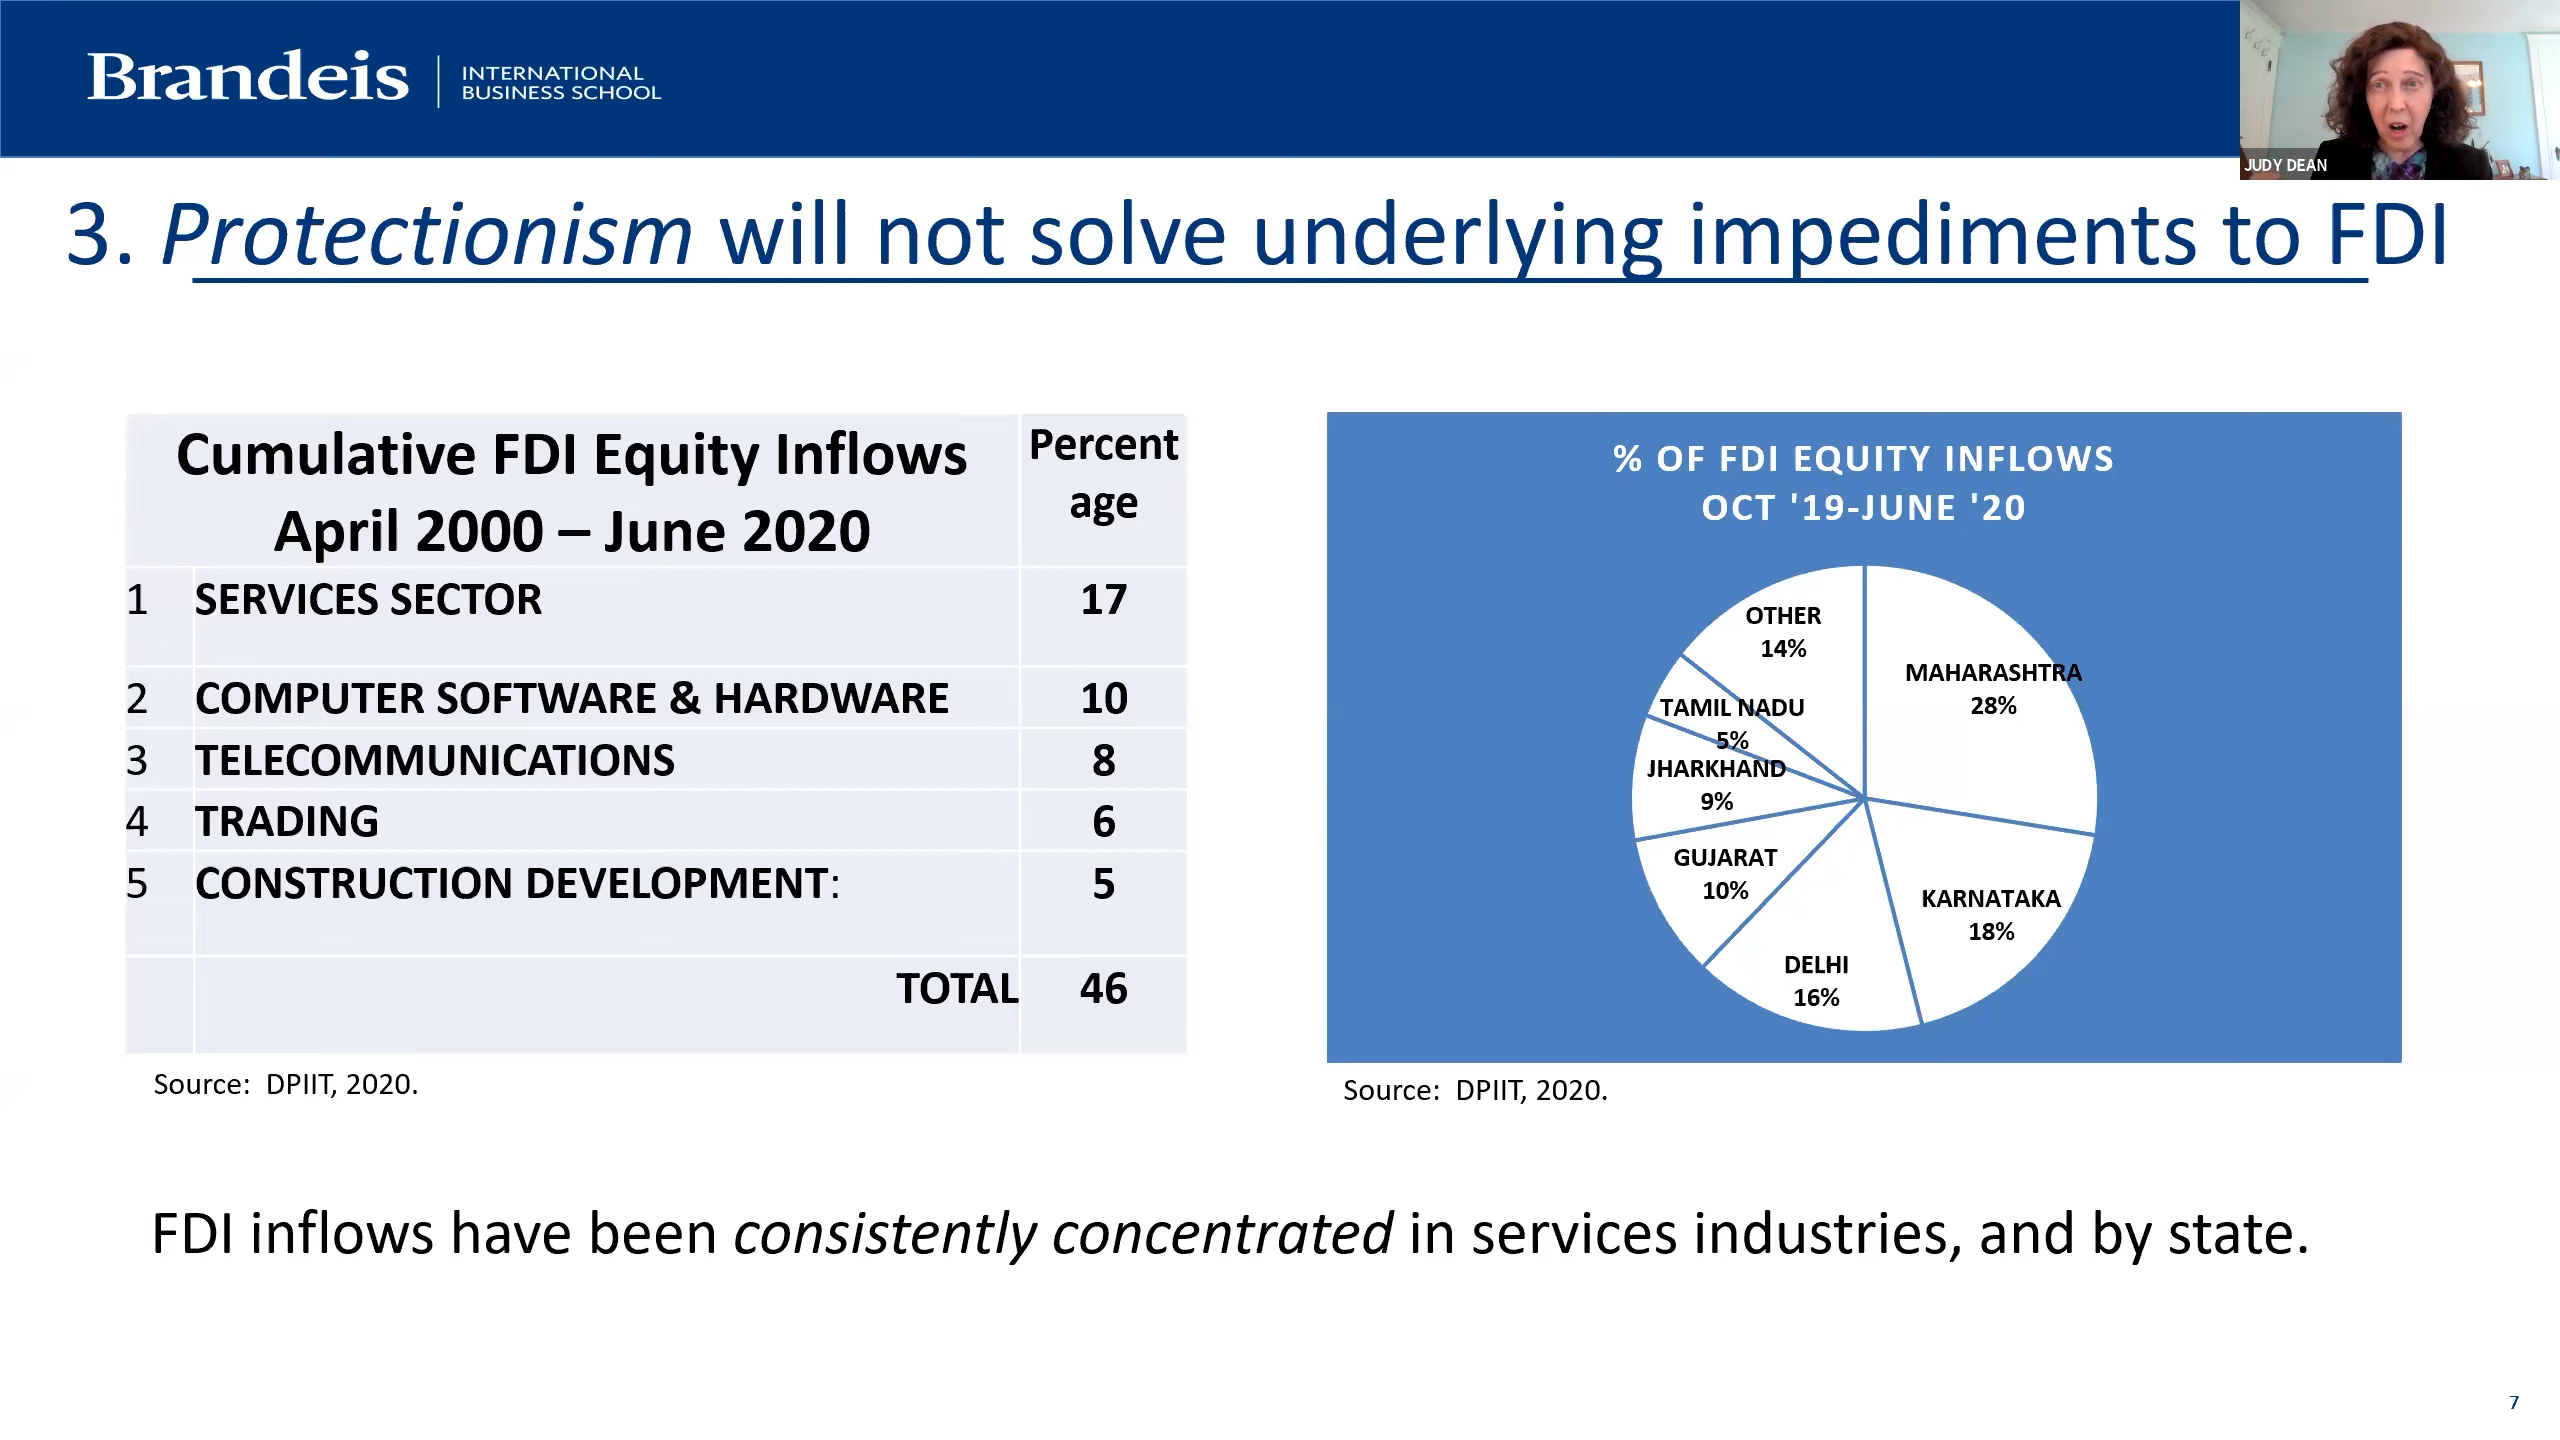 Brandeis
INTERNATIONAL
BUSINESS SCHOOL
JUDY DEAN
3. Protectionism will not solve underlying impediments to FDI
Cumulative FDI Equity Inflows
April 2000 – June 2020
Percent
age
1 SERVICES SECTOR 17
2 COMPUTER SOFTWARE & HARDWARE 10
3 TELECOMMUNICATIONS 8
4 TRADING 6
5 CONSTRUCTION DEVELOPMENT: 5
TOTAL 46
Source: DPIIT, 2020.
% OF FDI EQUITY INFLOWS
OCT '19-JUNE '20
OTHER
14%
MAHARASHTRA
28%
TAMIL NADU
5%
JHARKHAND
9%
GUJARAT
10%
KARNATAKA
18%
DELHI
16%
Source: DPIIT, 2020.
FDI inflows have been consistently concentrated in services industries, and by state.
7